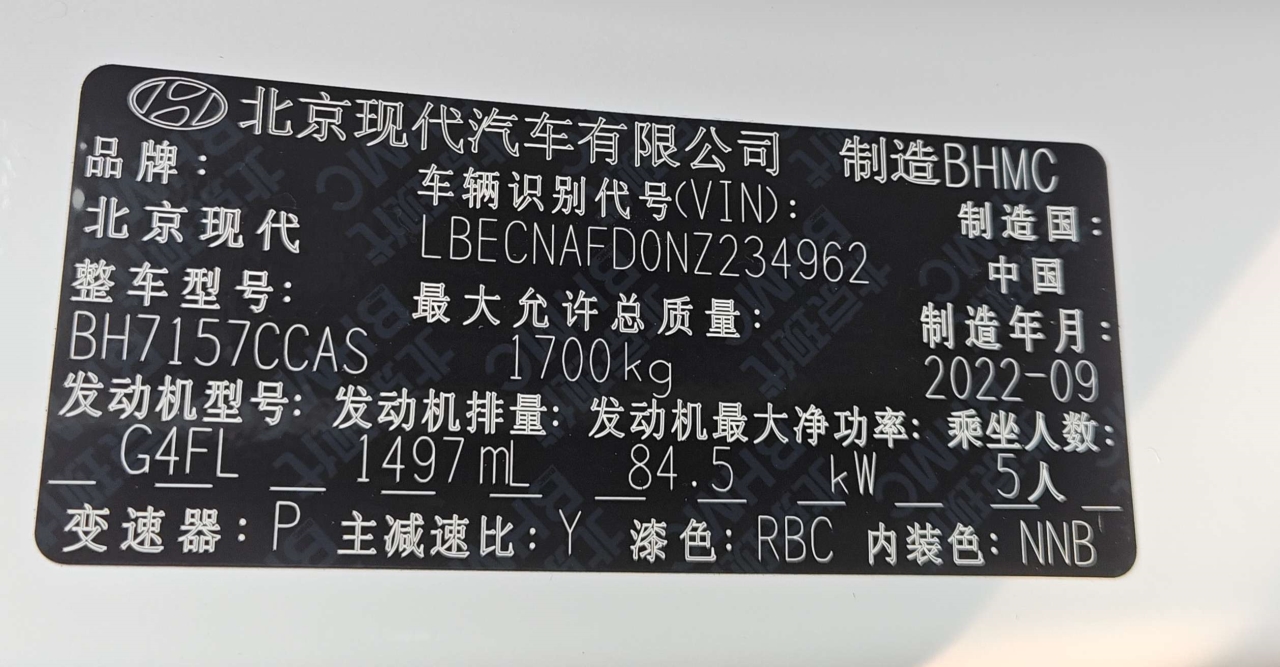 北京现代汽车有限公司 制造BHMC
品牌: 车辆识别代号(VIN): 制造国:
北京现代 LBECNAFD0NZ234962 中国
整车型号: 最大允许总质量: 制造年月:
BH7157CCAS 1700kg 2022-09
发动机型号: 发动机排量: 发动机最大净功率: 乘坐人数:
G4FL 1497mL 84.5 kW 5人
变速器: P 主减速比: Y 漆色: RBC 内装色: NNB